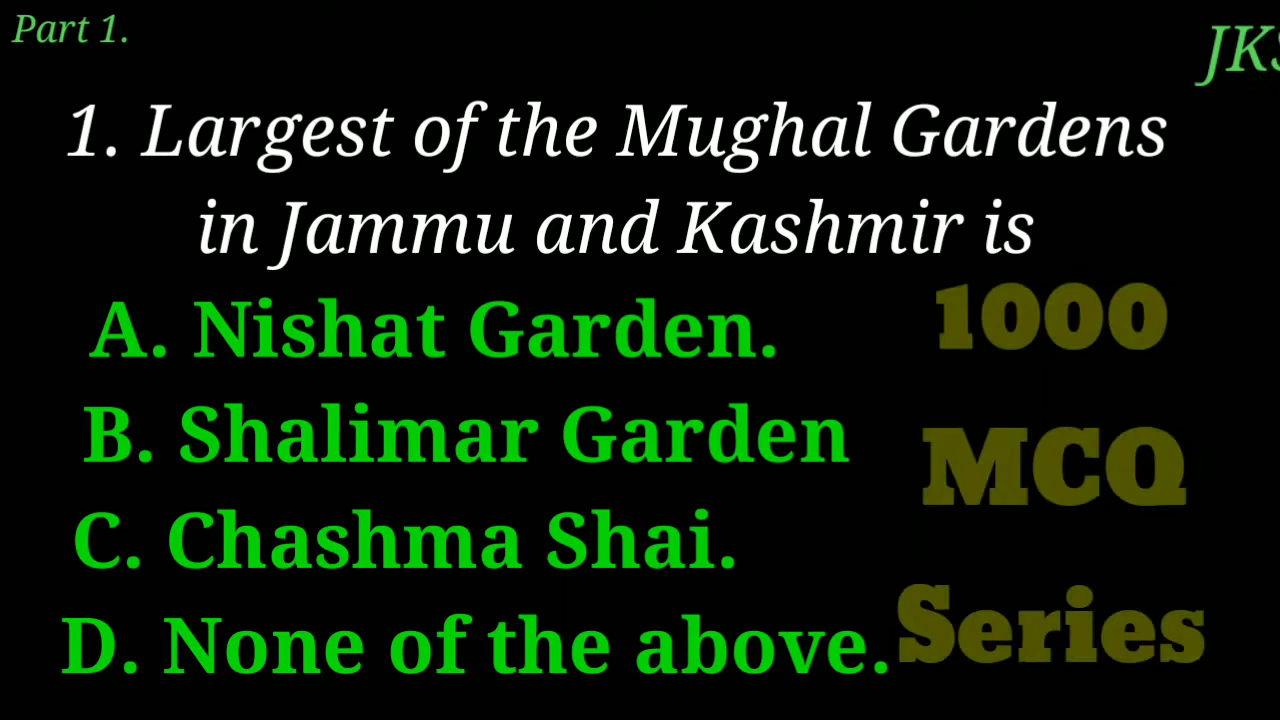 Part 1.
1. Largest of the Mughal Gardens
in Jammu and Kashmir is
A. Nishat Garden.
B. Shalimar Garden
C. Chashma Shai.
D. None of the above.
1000
MCQ
Series